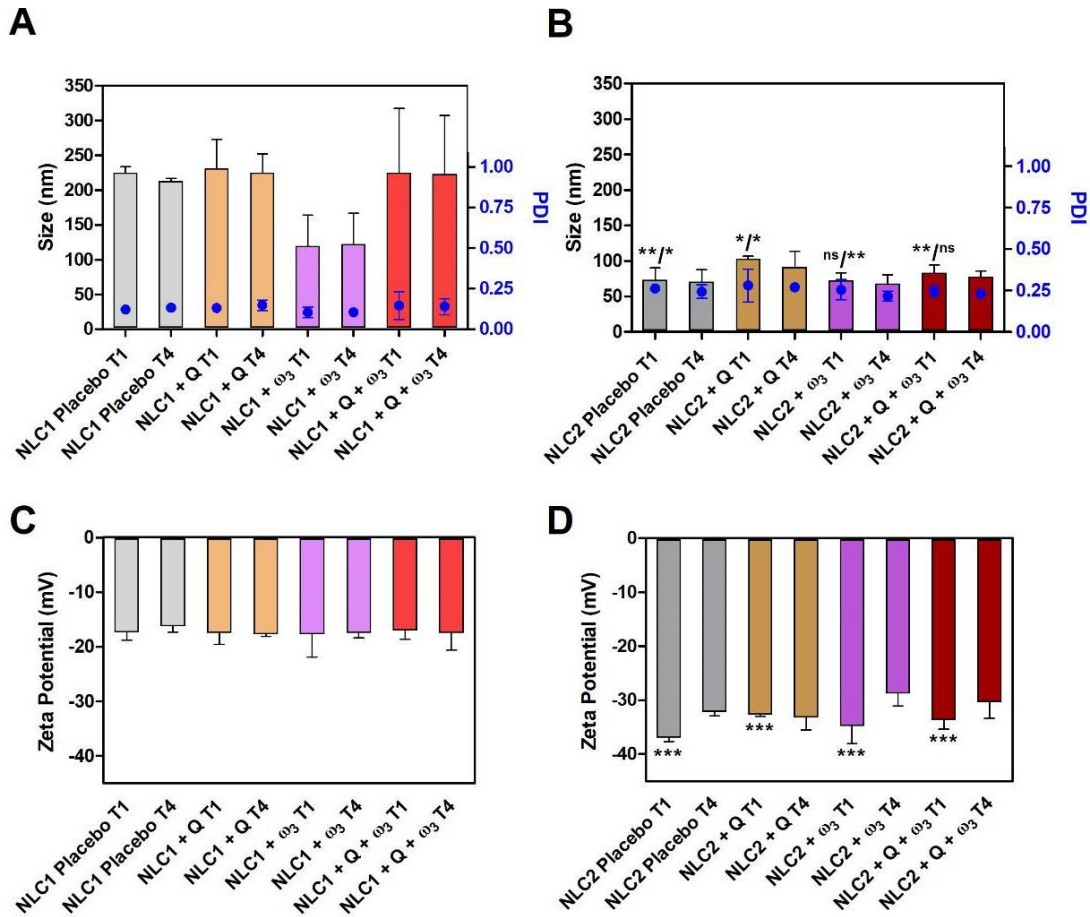 A
350
300
250
200
150
100
50
0
Size (nm)
1.00
0.75
0.50
0.25
0.00
PDI
NLC1 Placebo T1
NLC1 Placebo T4
NLC1 + Q T1
NLC1 + Q T4
NLC1 + ω₃ T1
NLC1 + ω₃ T4
NLC1 + Q + ω₃ T1
NLC1 + Q + ω₃ T4
B
350
300
250
200
150
100
50
0
Size (nm)
**/*
*/*
ns/**
**/ns
1.00
0.75
0.50
0.25
0.00
PDI
NLC2 Placebo T1
NLC2 Placebo T4
NLC2 + Q T1
NLC2 + Q T4
NLC2 + ω₃ T1
NLC2 + ω₃ T4
NLC2 + Q + ω₃ T1
NLC2 + Q + ω₃ T4
C
0
-10
-20
-30
-40
Zeta Potential (mV)
NLC1 Placebo T1
NLC1 Placebo T4
NLC1 + Q T1
NLC1 + Q T4
NLC1 + ω₃ T1
NLC1 + ω₃ T4
NLC1 + Q + ω₃ T1
NLC1 + Q + ω₃ T4
D
0
-10
-20
-30
-40
Zeta Potential (mV)
***
***
***
***
NLC2 Placebo T1
NLC2 Placebo T4
NLC2 + Q T1
NLC2 + Q T4
NLC2 + ω₃ T1
NLC2 + ω₃ T4
NLC2 + Q + ω₃ T1
NLC2 + Q + ω₃ T4